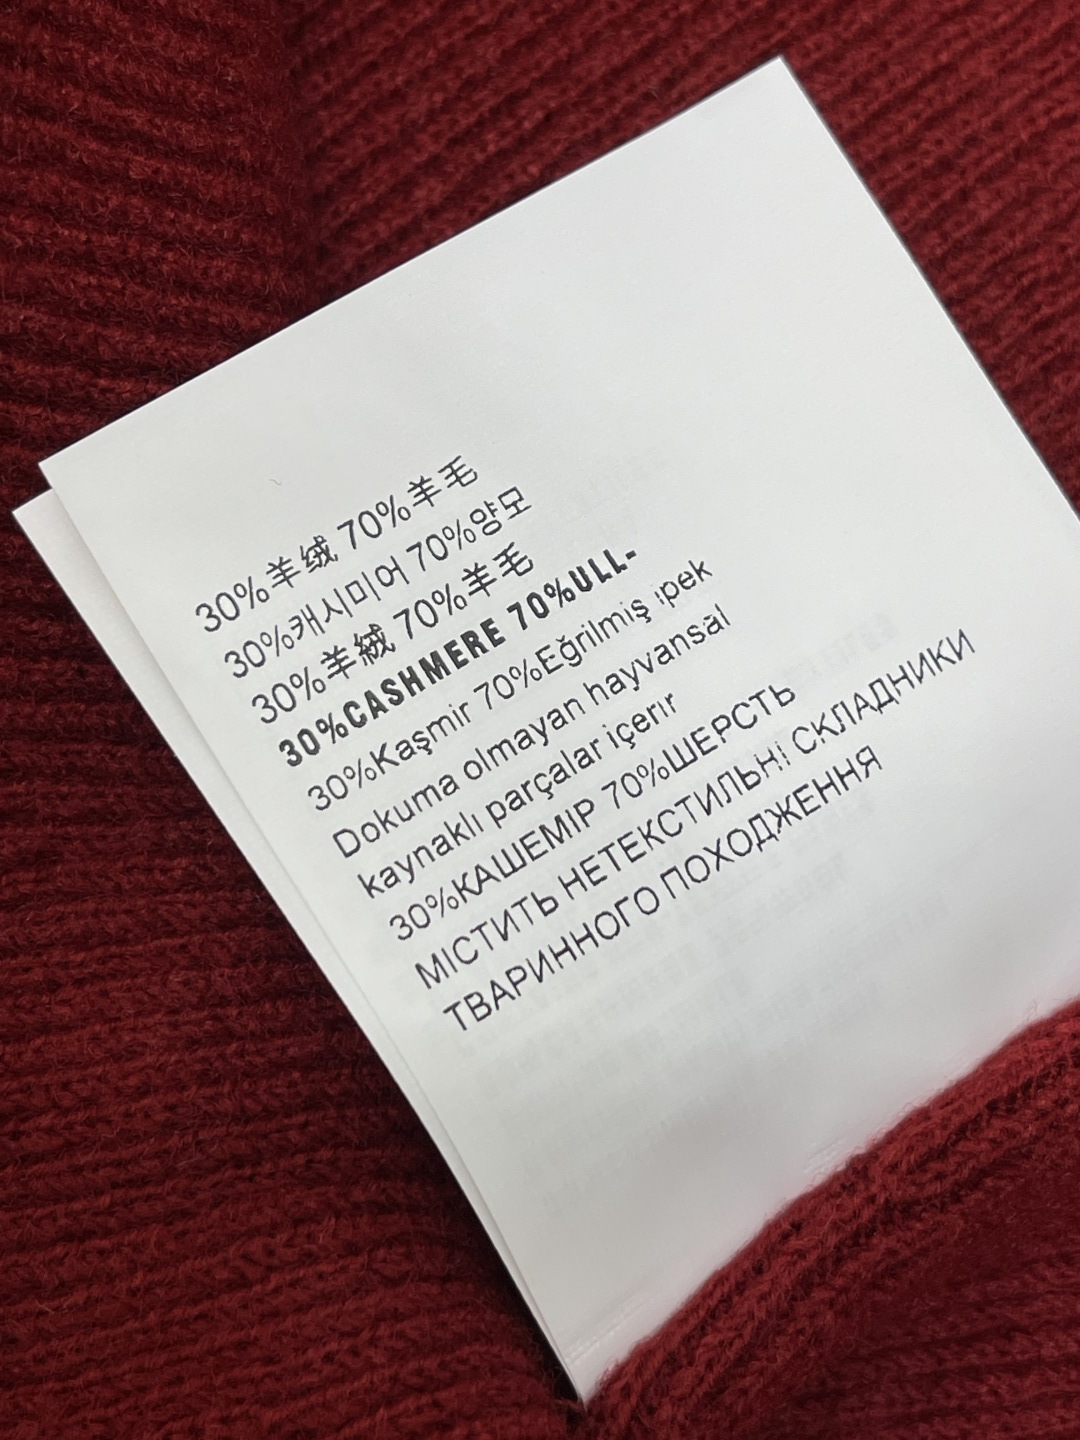 30%羊绒 70%羊毛
30%캐시미어 70%양모
30%羊絨 70%羊毛
30%CASHMERE 70%ULL-
30%Kaşmir 70%Eğrilmiş ipek
Dokuma olmayan hayvansal
kaynaklı parçalar içerir
30%КАШЕМІР 70%ШЕРСТЬ
МІСТИТЬ НЕТЕКСТИЛЬНІ СКЛАДНИКИ
ТВАРИННОГО ПОХОДЖЕННЯ